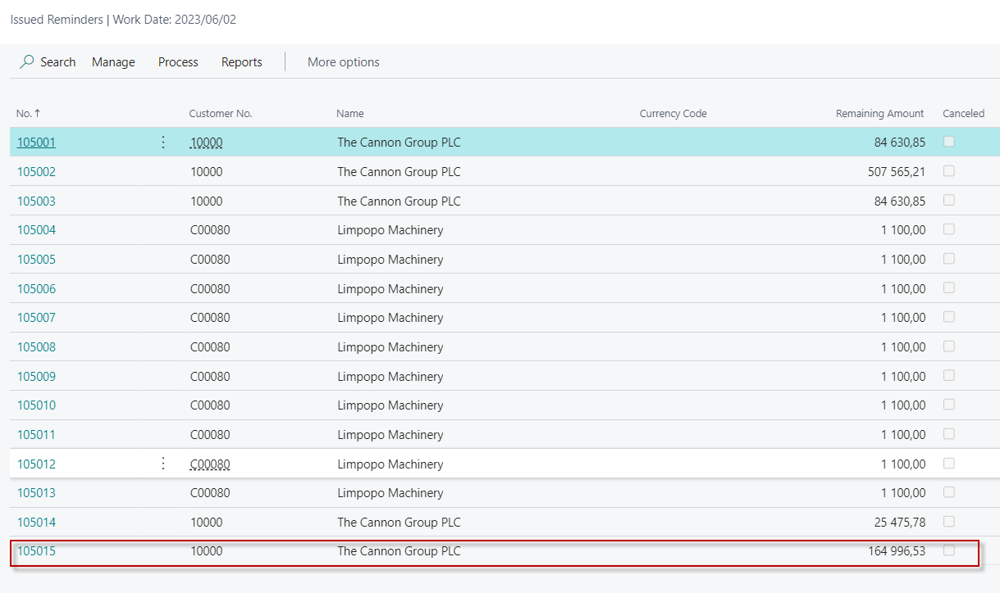 Issued Reminders | Work Date: 2023/06/02
Search Manage Process Reports More options
No. ↑ Customer No. Name Currency Code Remaining Amount Canceled
105001 10000 The Cannon Group PLC 84 630,85
105002 10000 The Cannon Group PLC 507 565,21
105003 10000 The Cannon Group PLC 84 630,85
105004 C00080 Limpopo Machinery 1 100,00
105005 C00080 Limpopo Machinery 1 100,00
105006 C00080 Limpopo Machinery 1 100,00
105007 C00080 Limpopo Machinery 1 100,00
105008 C00080 Limpopo Machinery 1 100,00
105009 C00080 Limpopo Machinery 1 100,00
105010 C00080 Limpopo Machinery 1 100,00
105011 C00080 Limpopo Machinery 1 100,00
105012 C00080 Limpopo Machinery 1 100,00
105013 C00080 Limpopo Machinery 1 100,00
105014 10000 The Cannon Group PLC 25 475,78
105015 10000 The Cannon Group PLC 164 996,53